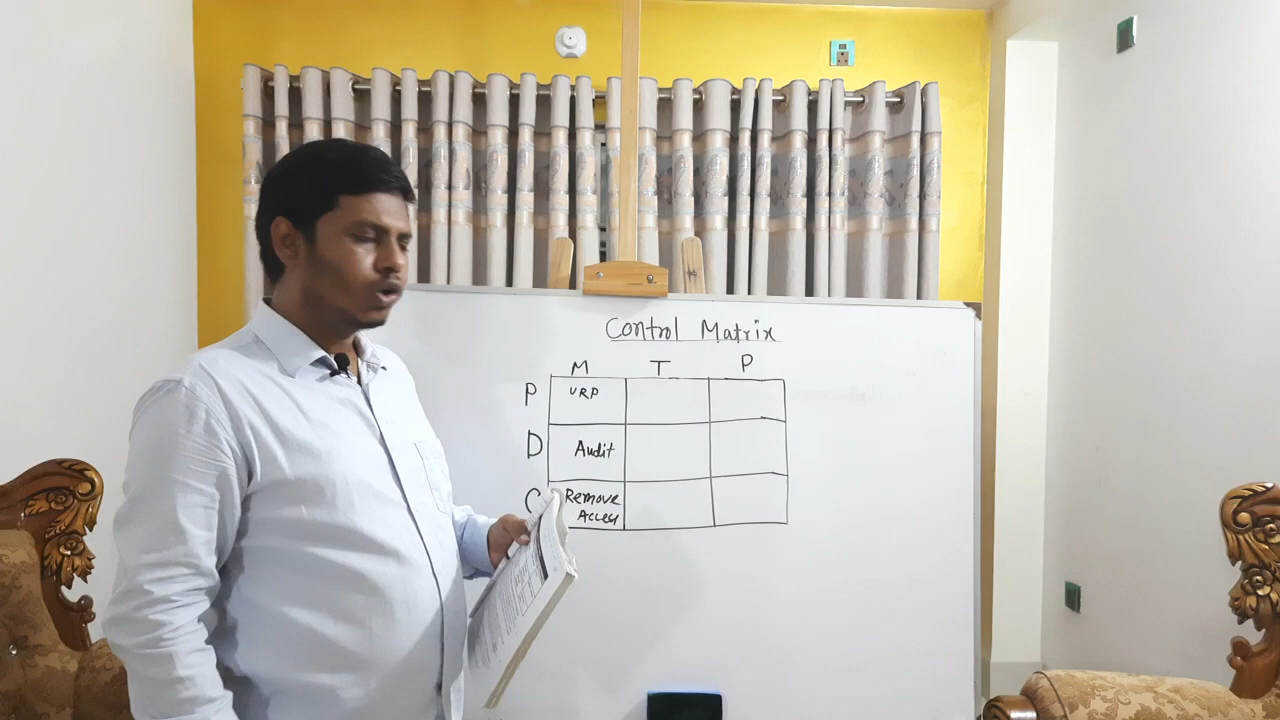 Control Matrix
M T P
P URP
D Audit
C Remove
Access